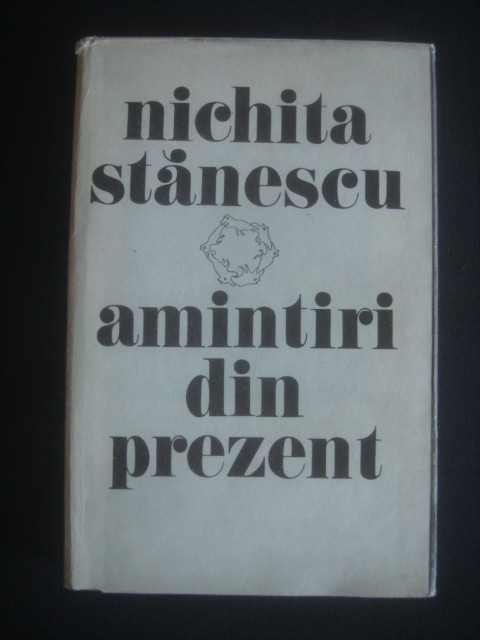 nichita
stănescu
amintiri
din
prezent